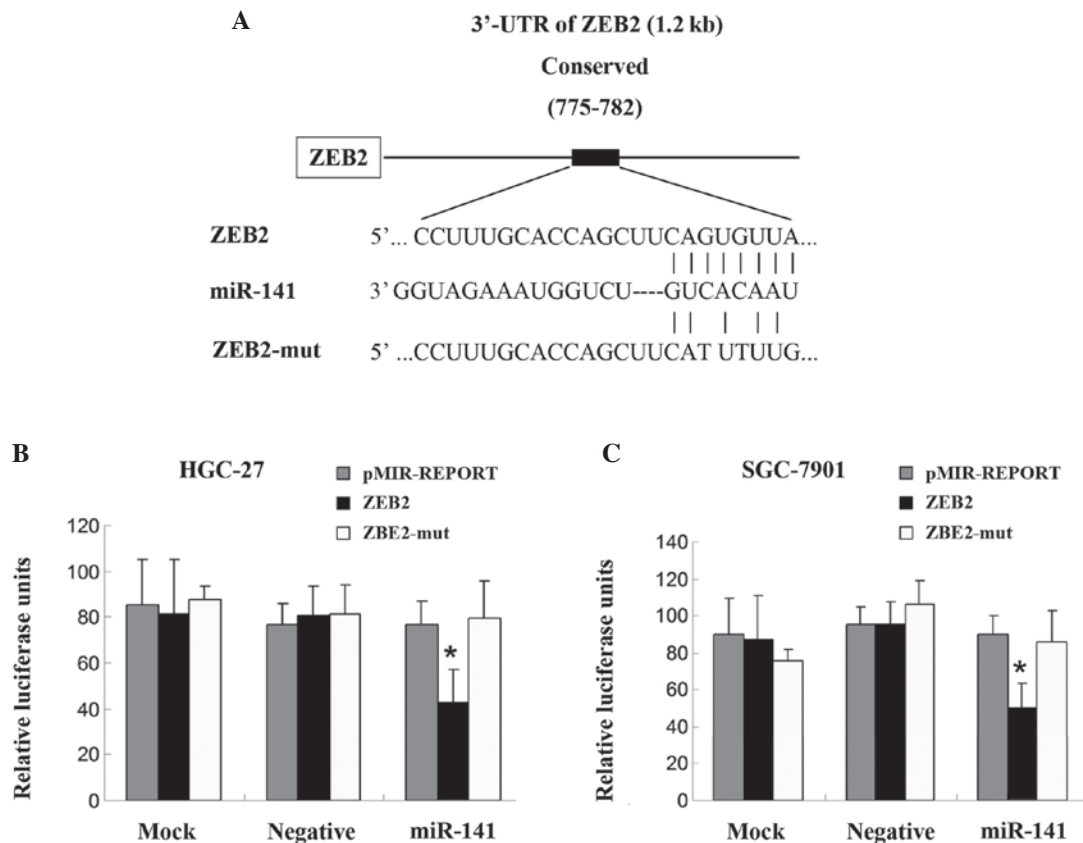 A
3'-UTR of ZEB2 (1.2 kb)
Conserved
(775-782)
ZEB2
ZEB2 5'... CCUUUGCACCAGCUUCAGUGUUA...
miR-141 3' GGUAGAAAUGGUCU----GUCACAAU
ZEB2-mut 5' ...CCUUUGCACCAGCUUCAT UTUUG...
B
HGC-27
pMIR-REPORT
ZEB2
ZBE2-mut
Relative luciferase units
120
100
80
60
40
20
0
*
Mock Negative miR-141
C
SGC-7901
pMIR-REPORT
ZEB2
ZBE2-mut
Relative luciferase units
140
120
100
80
60
40
20
0
*
Mock Negative miR-141